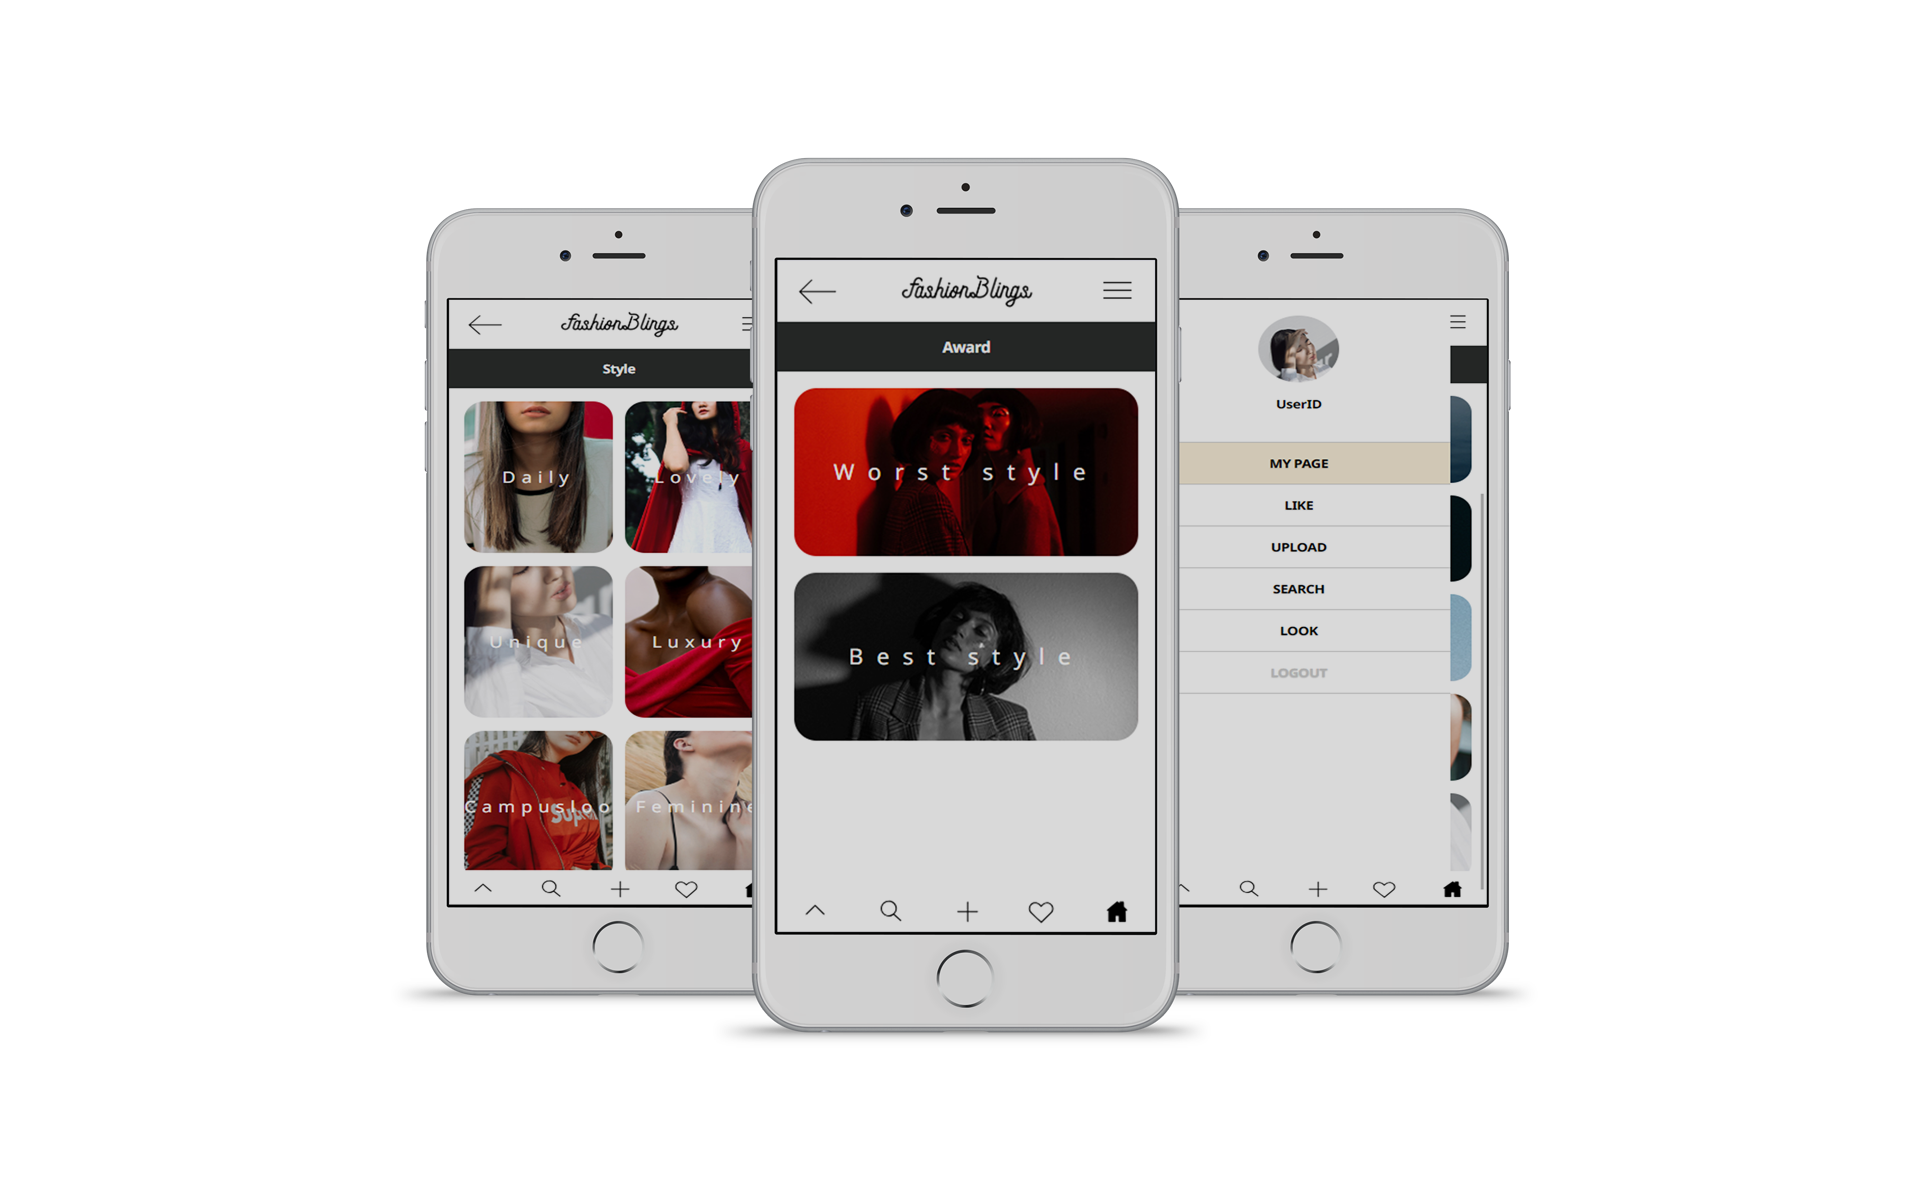 FashionBlings
Style
Daily
Lovely
Unique
Luxury
Campusloo
Feminine
FashionBlings
Award
Worst style
Best style
UserID
MY PAGE
LIKE
UPLOAD
SEARCH
LOOK
LOGOUT